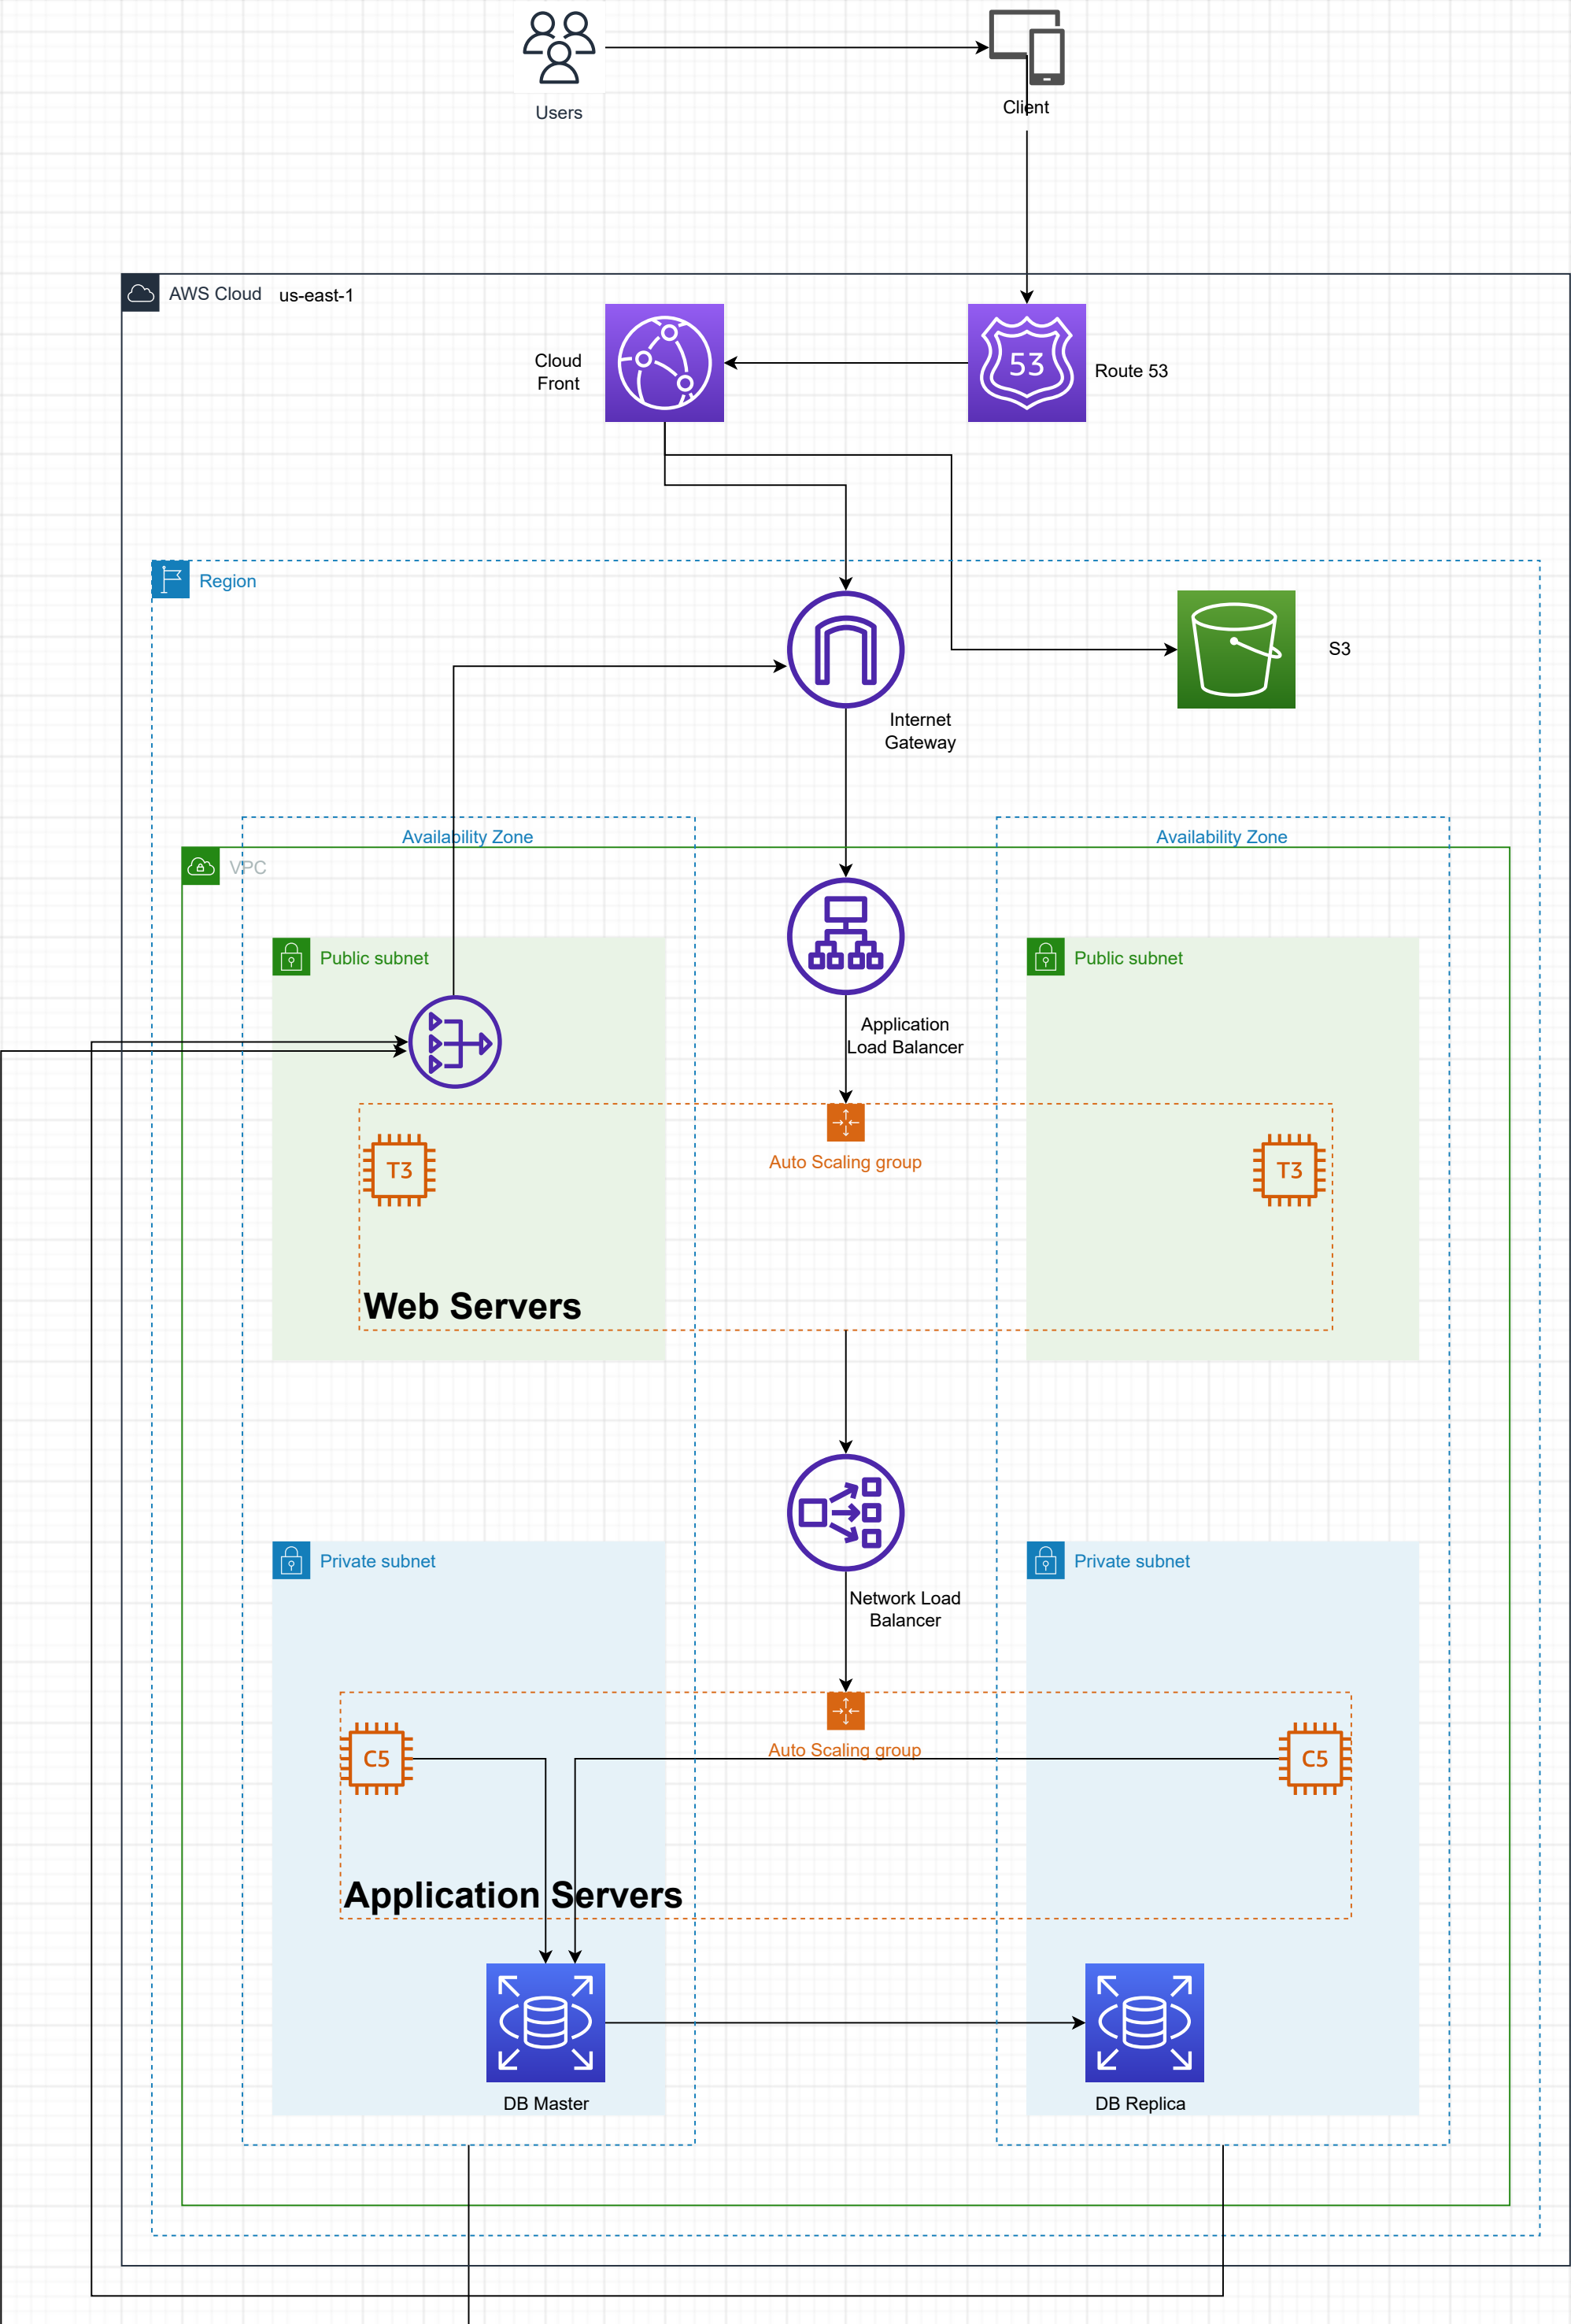 Users
Client
AWS Cloud us-east-1
Cloud
Front
53
Route 53
Region
S3
Internet
Gateway
Availability Zone
Availability Zone
VPC
Public subnet
Public subnet
Application
Load Balancer
Auto Scaling group
T3
T3
Web Servers
Private subnet
Private subnet
Network Load
Balancer
Auto Scaling group
C5
C5
Application Servers
DB Master
DB Replica